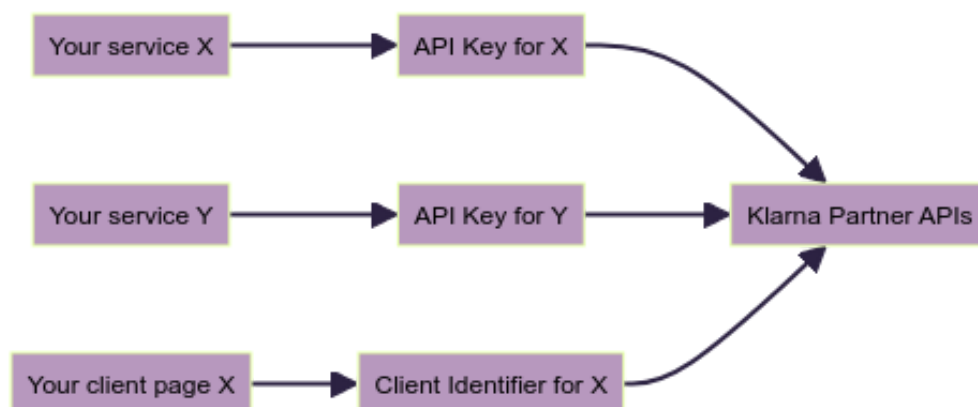 Your service X
API Key for X
Your service Y
API Key for Y
Klarna Partner APIs
Your client page X
Client Identifier for X